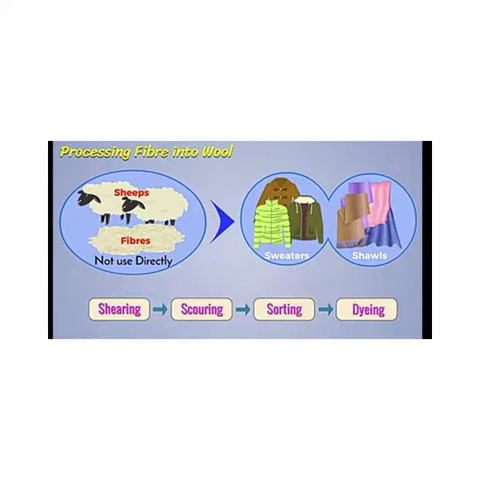 Processing Fibre into Wool
Sheeps
Fibres
Not use Directly
Sweaters
Shawls
Shearing
Scouring
Sorting
Dyeing